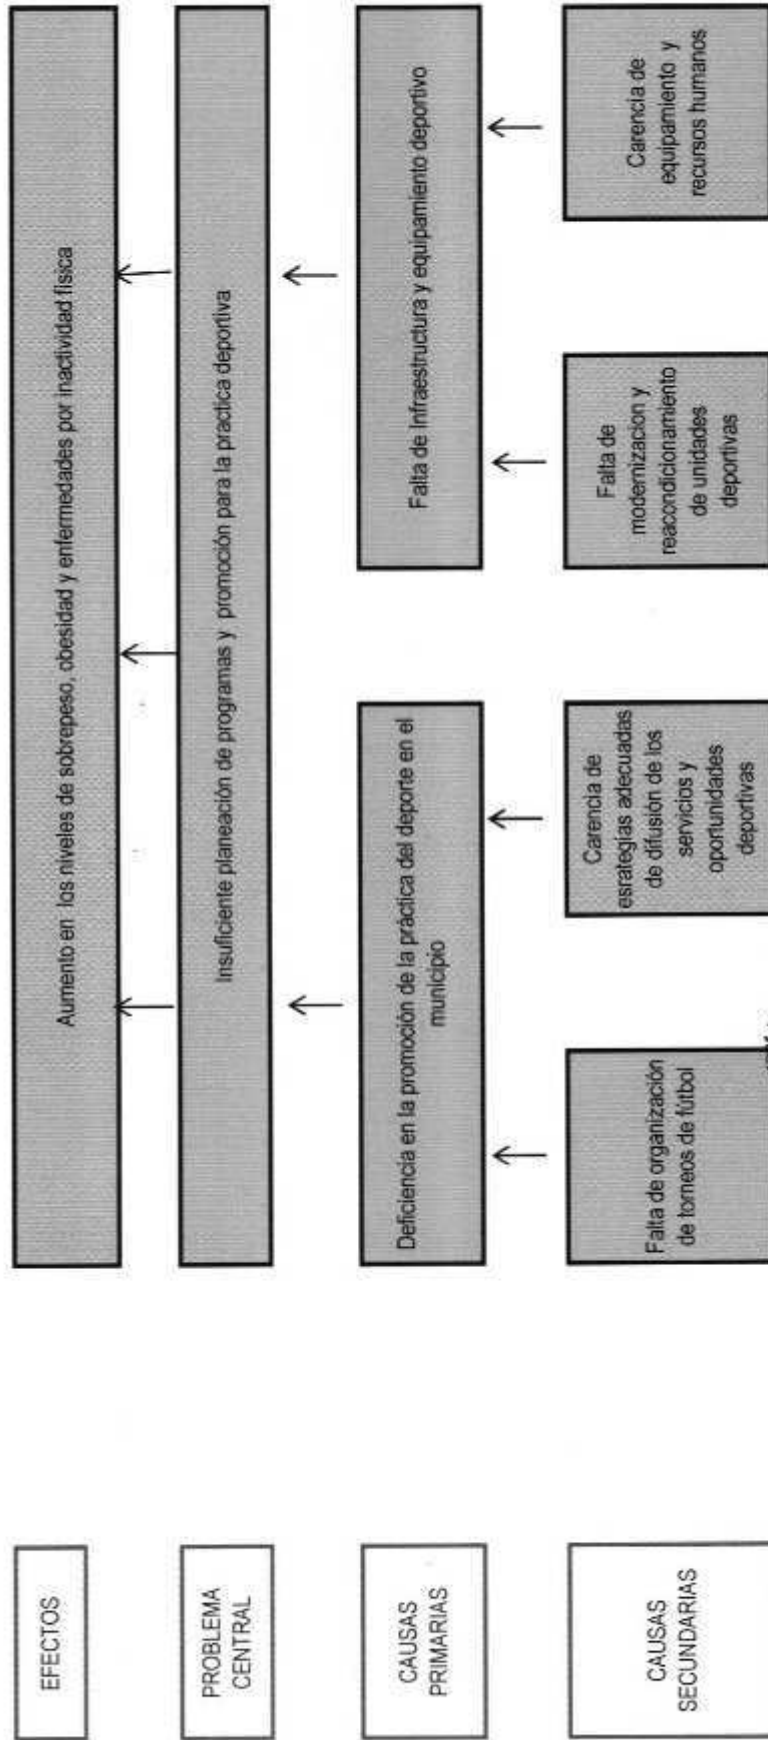 EFECTOS
Aumento en los niveles de sobrepeso, obesidad y enfermedades por inactividad física
PROBLEMA
CENTRAL
Insuficiente planeación de programas y promoción para la practica deportiva
CAUSAS
PRIMARIAS
Deficiencia en la promoción de la práctica del deporte en el
municipio
Falta de Infraestructura y equipamiento deportivo
CAUSAS
SECUNDARIAS
Falta de organización
de torneos de fútbol
Carencia de
esrategias adecuadas
de difusión de los
servicios y
oportunidades
deportivas
Falta de
modernizacion y
reacondicionamiento
de unidades
deportivas
Carencia de
equipamiento y
recursos humanos